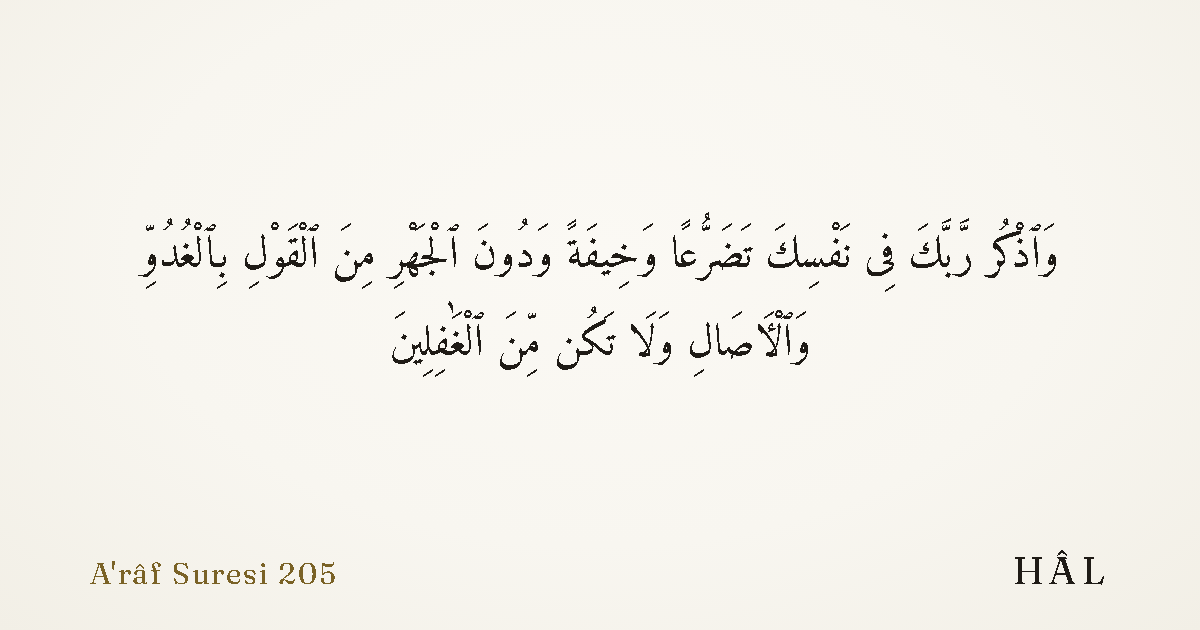 وَٱذْكُر رَّبَّكَ فِى نَفْسِكَ تَضَرُّعًا وَخِيفَةً وَدُونَ ٱلْجَهْرِ مِنَ ٱلْقَوْلِ بِٱلْغُدُوِّ
وَٱلْـَٔاصَالِ وَلَا تَكُن مِّنَ ٱلْغَـٰفِلِينَ
A'râf Suresi 205
HÂL